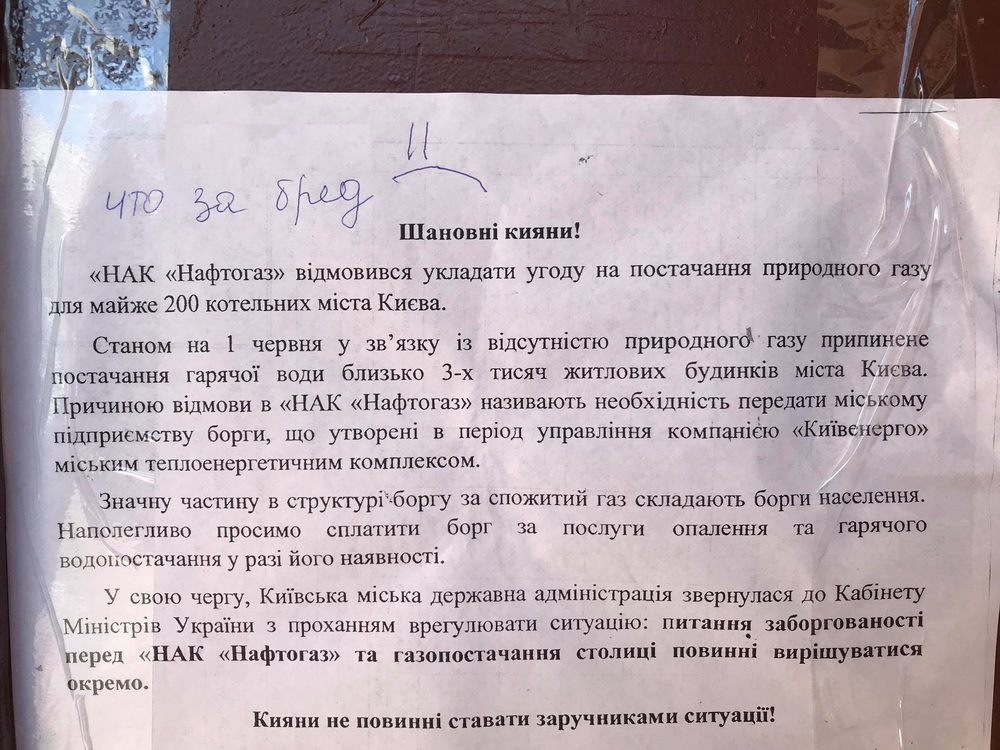 что за бред
Шановні кияни!
«НАК «Нафтогаз» відмовився укладати угоду на постачання природного газу
для майже 200 котельних міста Києва.
Станом на 1 червня у зв’язку із відсутністю природного газу припинене
постачання гарячої води близько 3-х тисяч житлових будинків міста Києва.
Причиною відмови в «НАК «Нафтогаз» називають необхідність передати міському
підприємству борги, що утворені в період управління компанією «Київенерго»
міським теплоенергетичним комплексом.
Значну частину в структурі боргу за спожитий газ складають борги населення.
Наполегливо просимо сплатити борг за послуги опалення та гарячого
водопостачання у разі його наявності.
У свою чергу, Київська міська державна адміністрація звернулася до Кабінету
Міністрів України з проханням врегулювати ситуацію: питання заборгованості
перед «НАК «Нафтогаз» та газопостачання столиці повинні вирішуватися
окремо.
Кияни не повинні ставати заручниками ситуації!